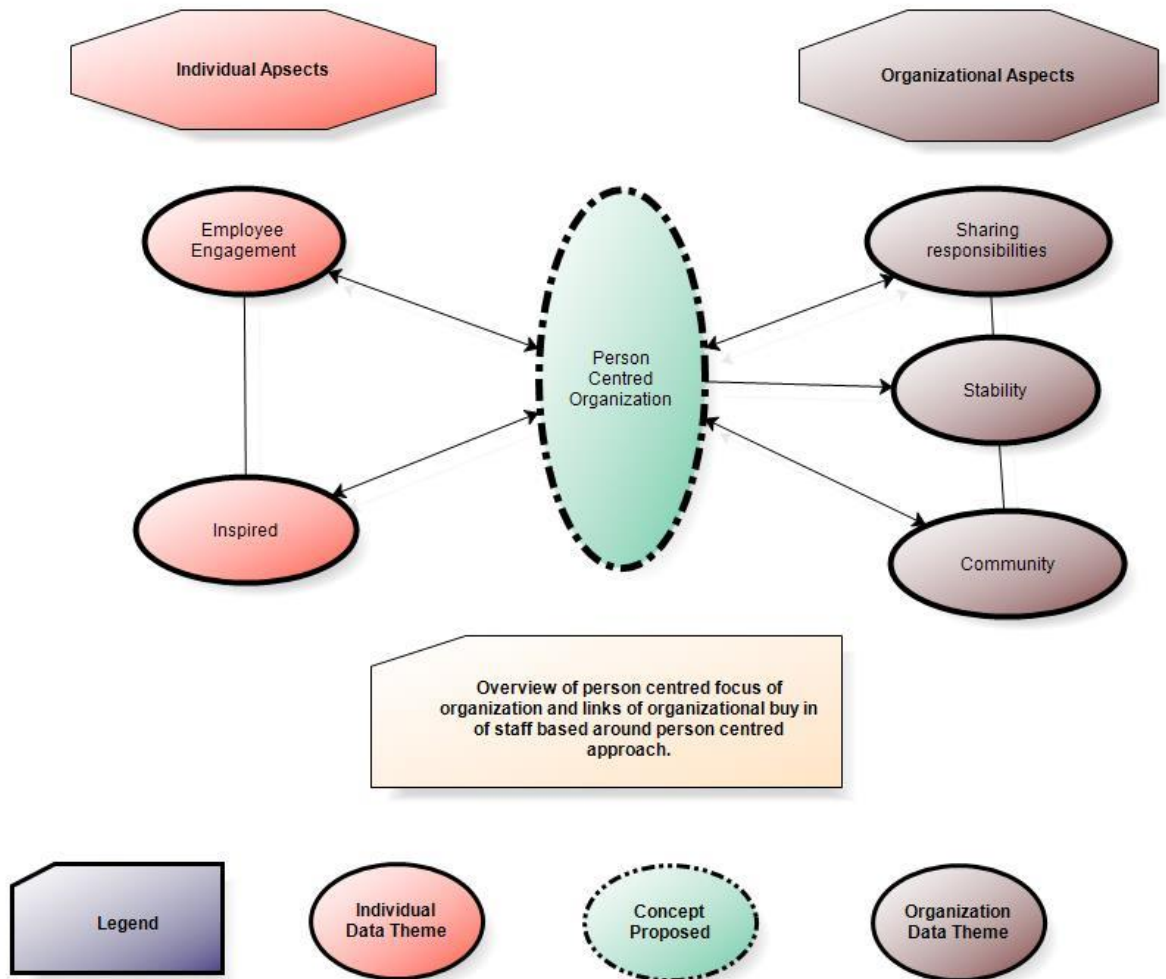 Individual Apsects
Organizational Aspects
Employee
Engagement
Sharing
responsibilities
Person
Centred
Organization
Stability
Inspired
Community
Overview of person centred focus of
organization and links of organizational buy in
of staff based around person centred
approach.
Legend
Individual
Data Theme
Concept
Proposed
Organization
Data Theme